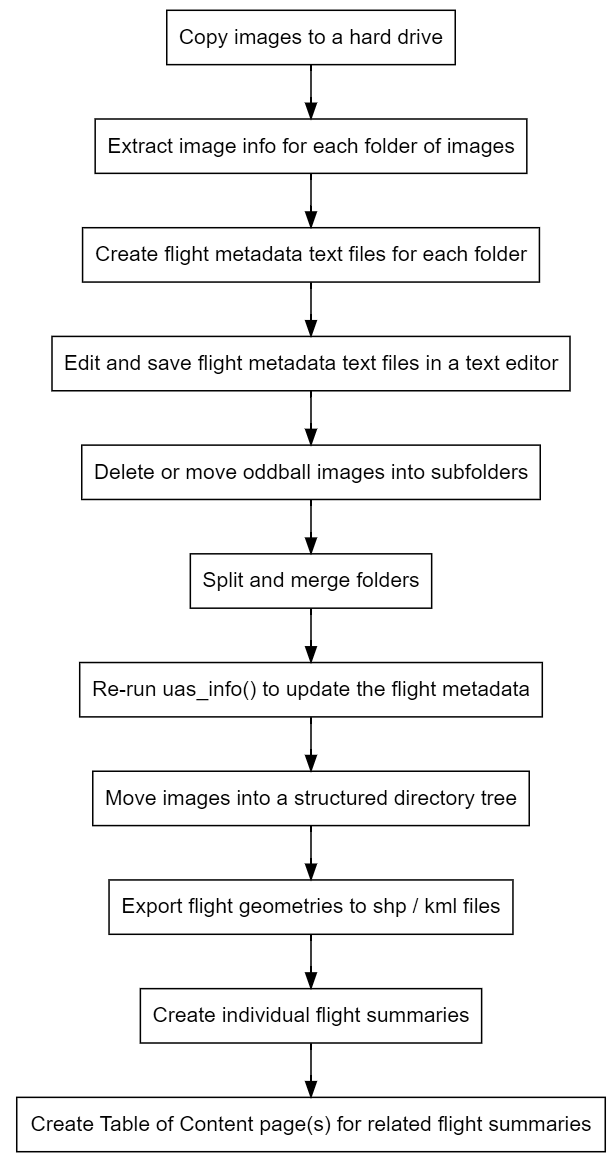 Copy images to a hard drive
Extract image info for each folder of images
Create flight metadata text files for each folder
Edit and save flight metadata text files in a text editor
Delete or move oddball images into subfolders
Split and merge folders
Re-run uas_info() to update the flight metadata
Move images into a structured directory tree
Export flight geometries to shp / kml files
Create individual flight summaries
Create Table of Content page(s) for related flight summaries